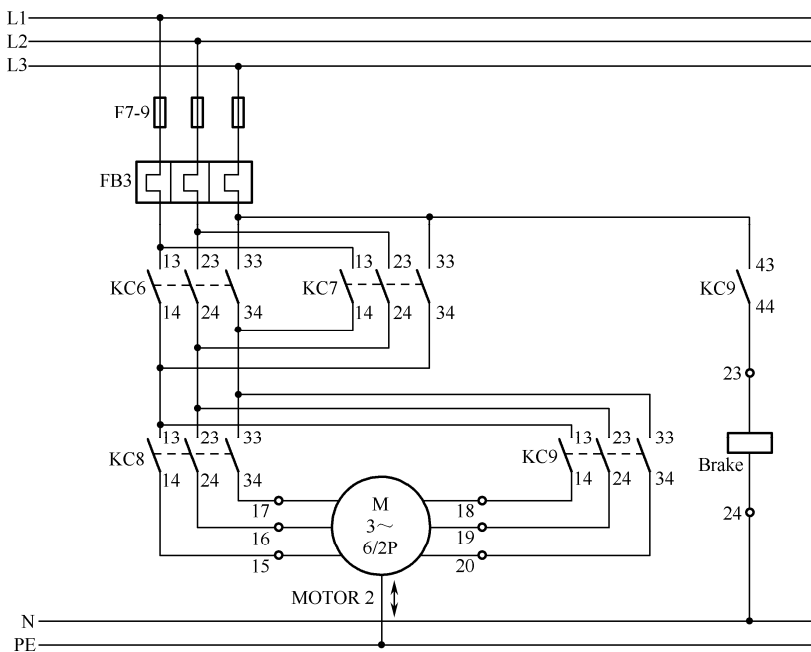 L1
L2
L3
F7-9
FB3
13 23 33
KC6
14 24 34
13 23 33
KC7
14 24 34
43
KC9
44
23
Brake
24
13 23 33
KC8
14 24 34
13 23 33
KC9
14 24 34
17
16
15
M
3～
6/2P
18
19
20
MOTOR 2
N
PE